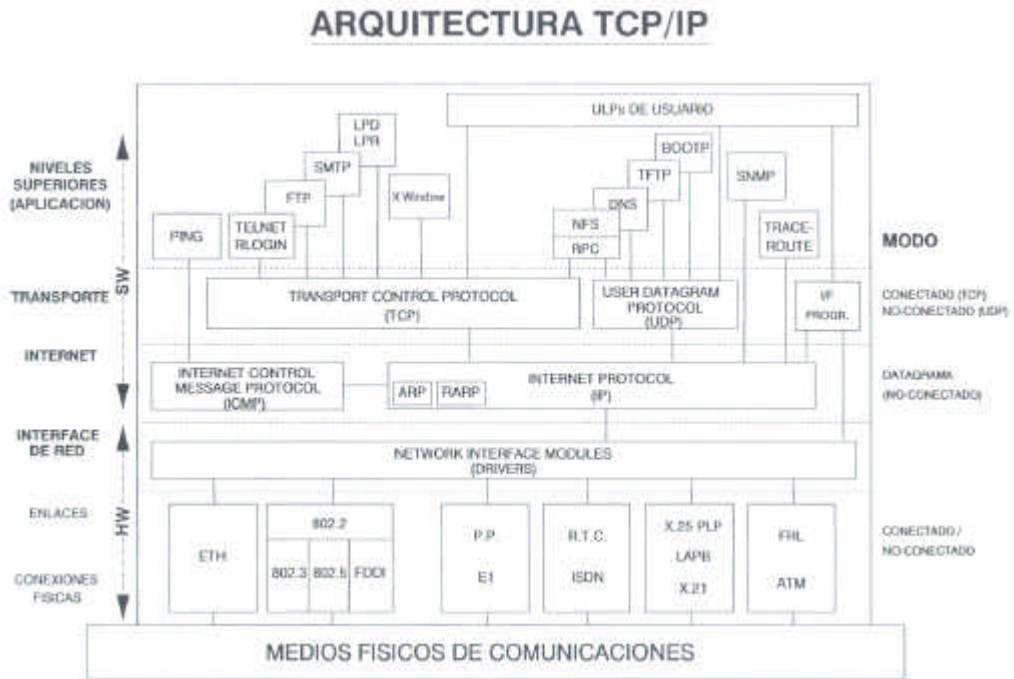 ARQUITECTURA TCP/IP
ULPs DE USUARIO
LPD
LPR
BOOTP
SMTP
TFTP
SNMP
NIVELES
SUPERIORES
(APLICACION)
FTP
X Window
DNS
PING
TELNET
RLOGIN
NFS
RPC
TRACE-
ROUTE
MODO
SW
TRANSPORTE
TRANSPORT CONTROL PROTOCOL
(TCP)
USER DATAGRAM
PROTOCOL
(UDP)
I/F
PROGR.
CONECTADO (TCP)
NO-CONECTADO (UDP)
INTERNET
INTERNET CONTROL
MESSAGE PROTOCOL
(ICMP)
ARP
RARP
INTERNET PROTOCOL
(IP)
DATAGRAMA
(NO-CONECTADO)
INTERFACE
DE RED
NETWORK INTERFACE MODULES
(DRIVERS)
HW
ENLACES
CONEXIONES
FISICAS
ETH
802.2
802.3
802.5
FDDI
P.P.
E1
R.T.C.
ISDN
X.25 PLP
LAPB
X.21
FRL
ATM
CONECTADO /
NO-CONECTADO
MEDIOS FISICOS DE COMUNICACIONES